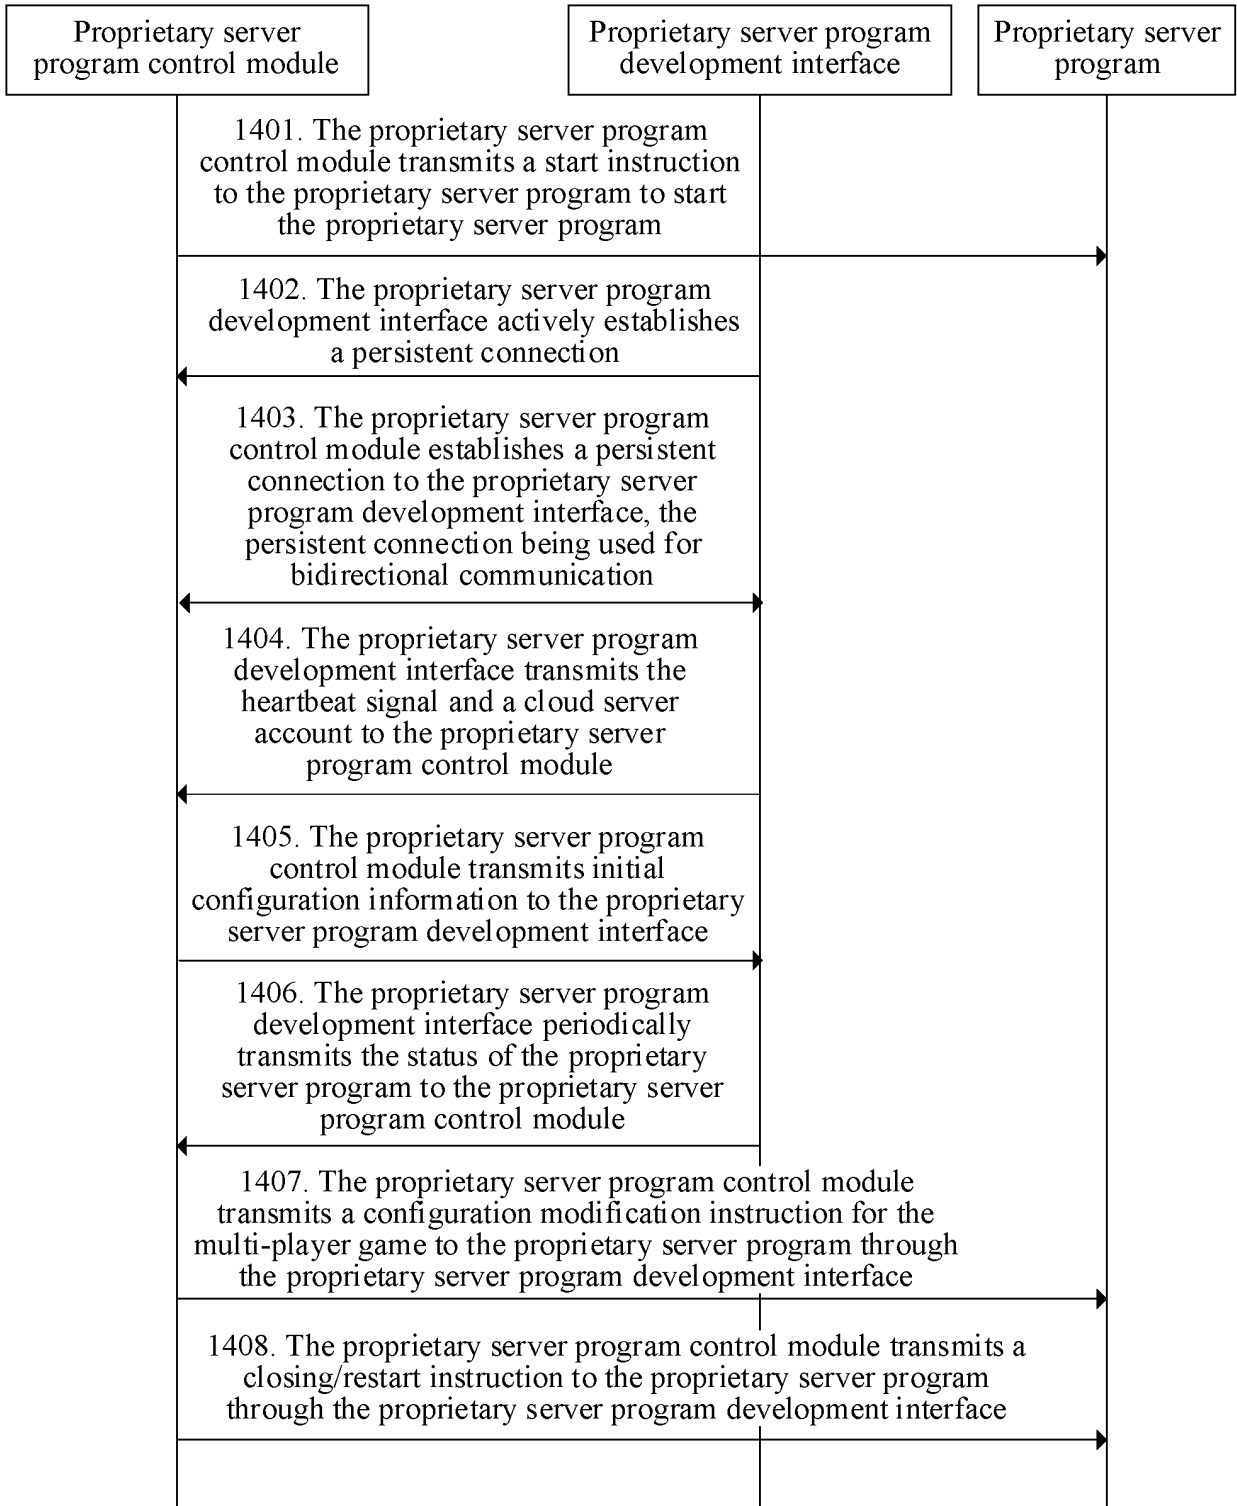 Proprietary server
program control module
Proprietary server program
development interface
Proprietary server
program
1401. The proprietary server program
control module transmits a start instruction
to the proprietary server program to start
the proprietary server program
1402. The proprietary server program
development interface actively establishes
a persistent connection
1403. The proprietary server program
control module establishes a persistent
connection to the proprietary server
program development interface, the
persistent connection being used for
bidirectional communication
1404. The proprietary server program
development interface transmits the
heartbeat signal and a cloud server
account to the proprietary server
program control module
1405. The proprietary server program
control module transmits initial
configuration information to the proprietary
server program development interface
1406. The proprietary server program
development interface periodically
transmits the status of the proprietary
server program to the proprietary server
program control module
1407. The proprietary server program control module
transmits a configuration modification instruction for the
multi-player game to the proprietary server program through
the proprietary server program development interface
1408. The proprietary server program control module transmits a
closing/restart instruction to the proprietary server program
through the proprietary server program development interface